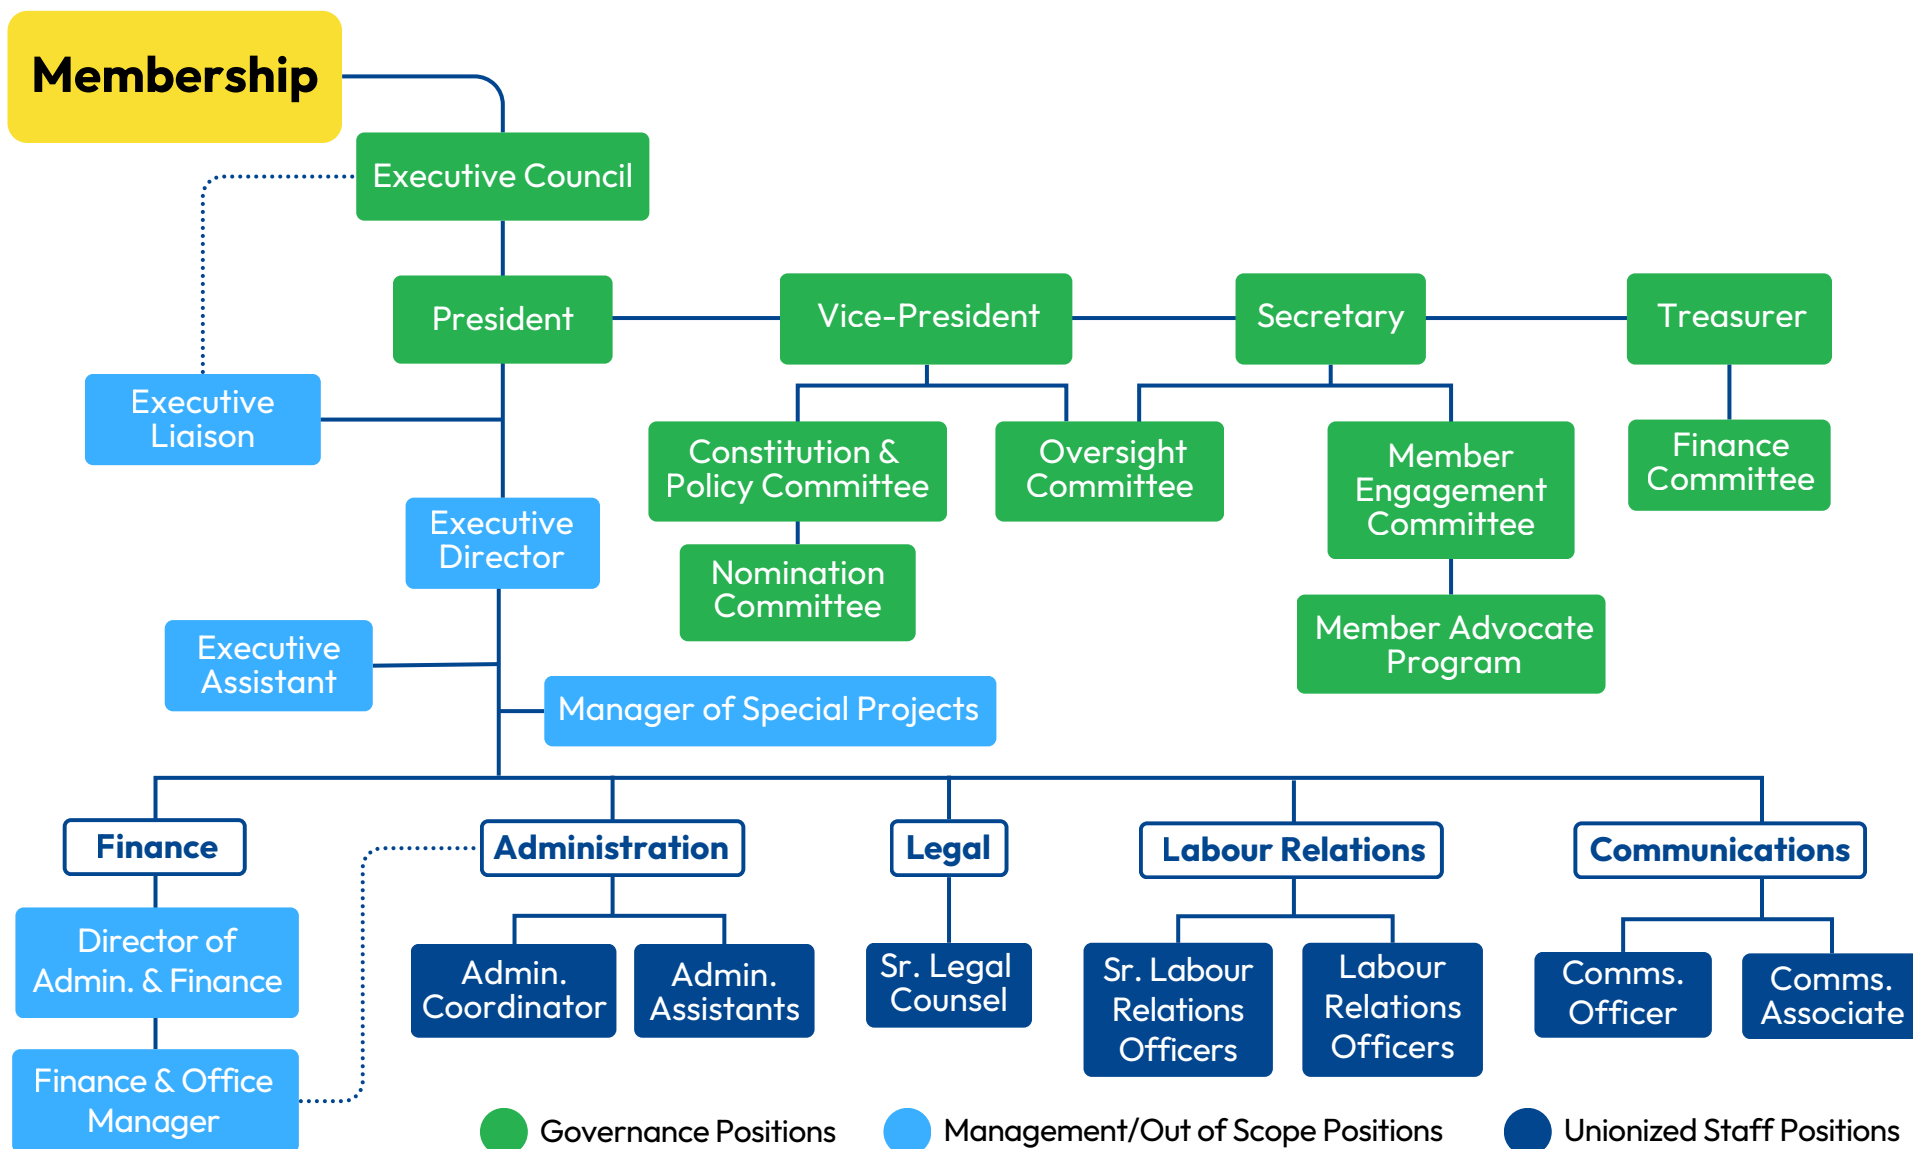 Membership
Executive Council
President
Vice-President
Secretary
Treasurer
Executive
Liaison
Constitution &
Policy Committee
Oversight
Committee
Member
Engagement
Committee
Finance
Committee
Executive
Director
Nomination
Committee
Member Advocate
Program
Executive
Assistant
Manager of Special Projects
Finance
Administration
Legal
Labour Relations
Communications
Director of
Admin. & Finance
Admin.
Coordinator
Admin.
Assistants
Sr. Legal
Counsel
Sr. Labour
Relations
Officers
Labour
Relations
Officers
Comms.
Officer
Comms.
Associate
Finance & Office
Manager
Governance Positions
Management/Out of Scope Positions
Unionized Staff Positions